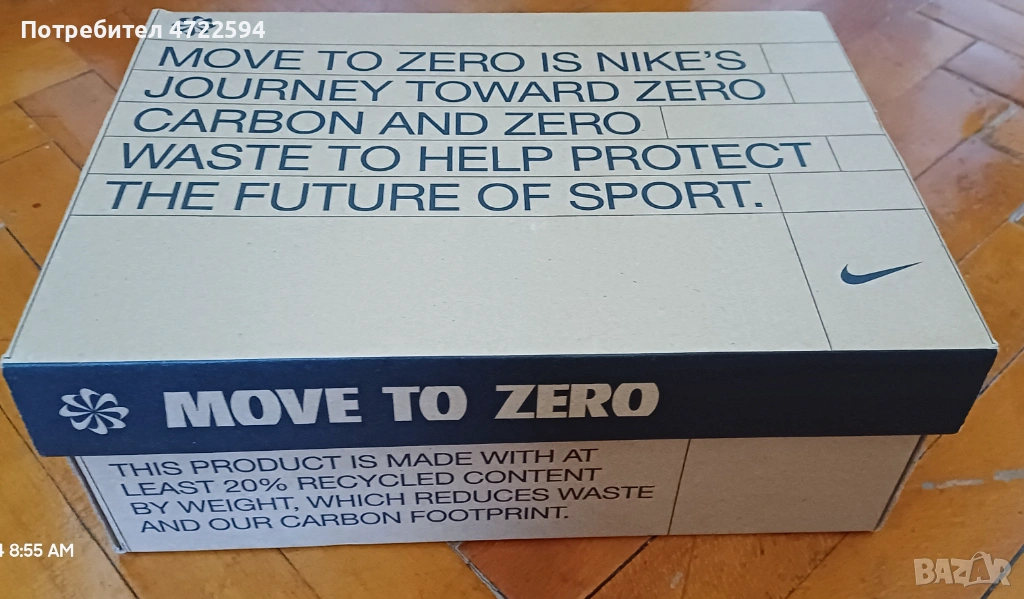 Потребител 4722594
MOVE TO ZERO IS NIKE'S
JOURNEY TOWARD ZERO
CARBON AND ZERO
WASTE TO HELP PROTECT
THE FUTURE OF SPORT.
MOVE TO ZERO
THIS PRODUCT IS MADE WITH AT
LEAST 20% RECYCLED CONTENT
BY WEIGHT, WHICH REDUCES WASTE
AND OUR CARBON FOOTPRINT.
4 8:55 AM
BAZAR